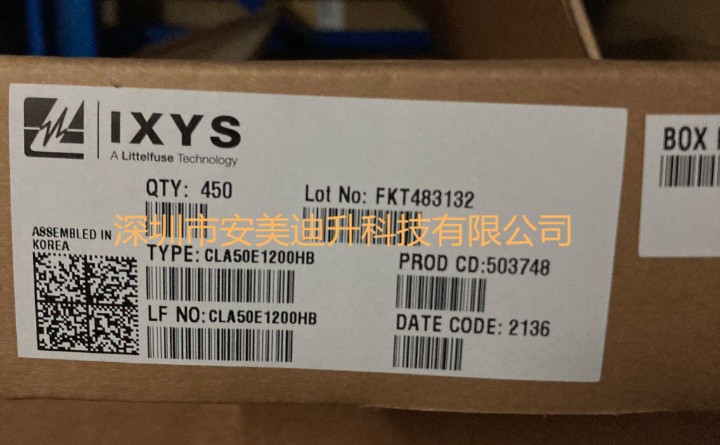 IXYS
A Littelfuse Technology
QTY: 450
Lot No: FKT483132
深圳市安美迪升科技有限公司
ASSEMBLED IN
KOREA
TYPE: CLA50E1200HB
PROD CD:503748
LF NO: CLA50E1200HB
DATE CODE: 2136
BOX